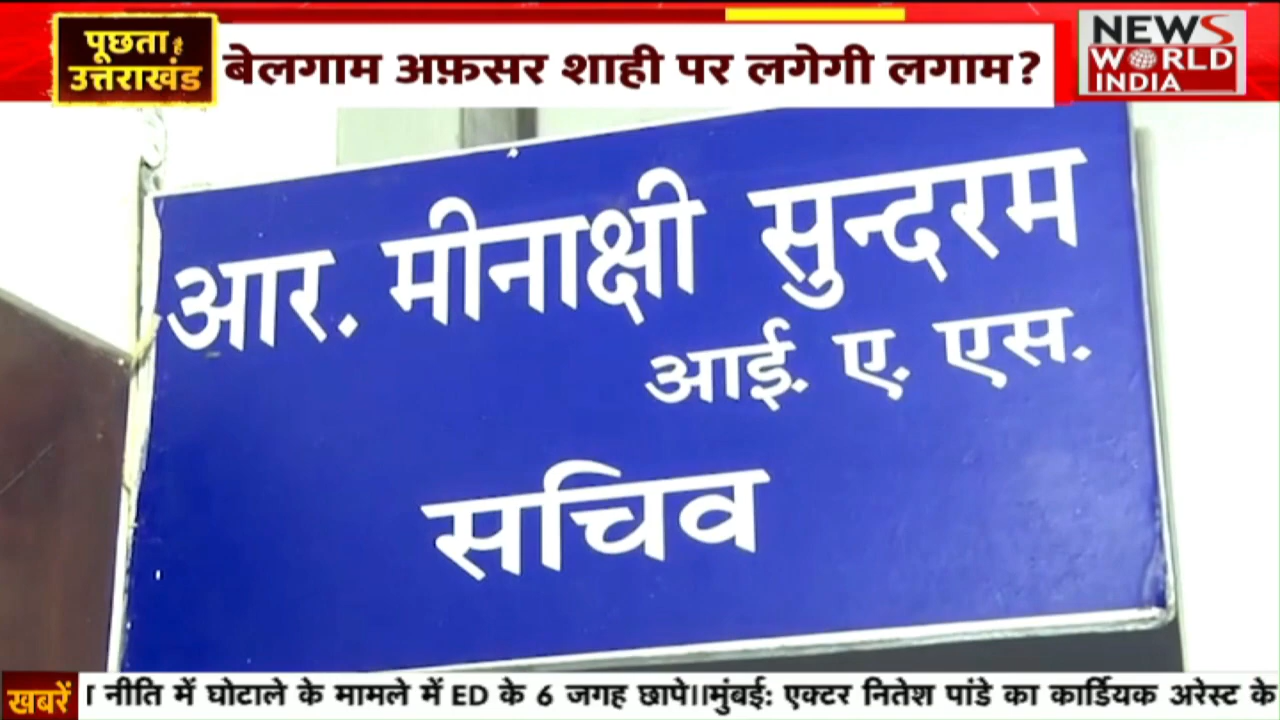 पूछता है
उत्तराखंड
बेलगाम अफ़सर शाही पर लगेगी लगाम?
NEWS
WORLD
INDIA
आर. मीनाक्षी सुन्दरम
आई. ए. एस.
सचिव
खबरें
नीति में घोटाले के मामले में ED के 6 जगह छापे||मुंबई: एक्टर नितेश पांडे का कार्डियक अरेस्ट के